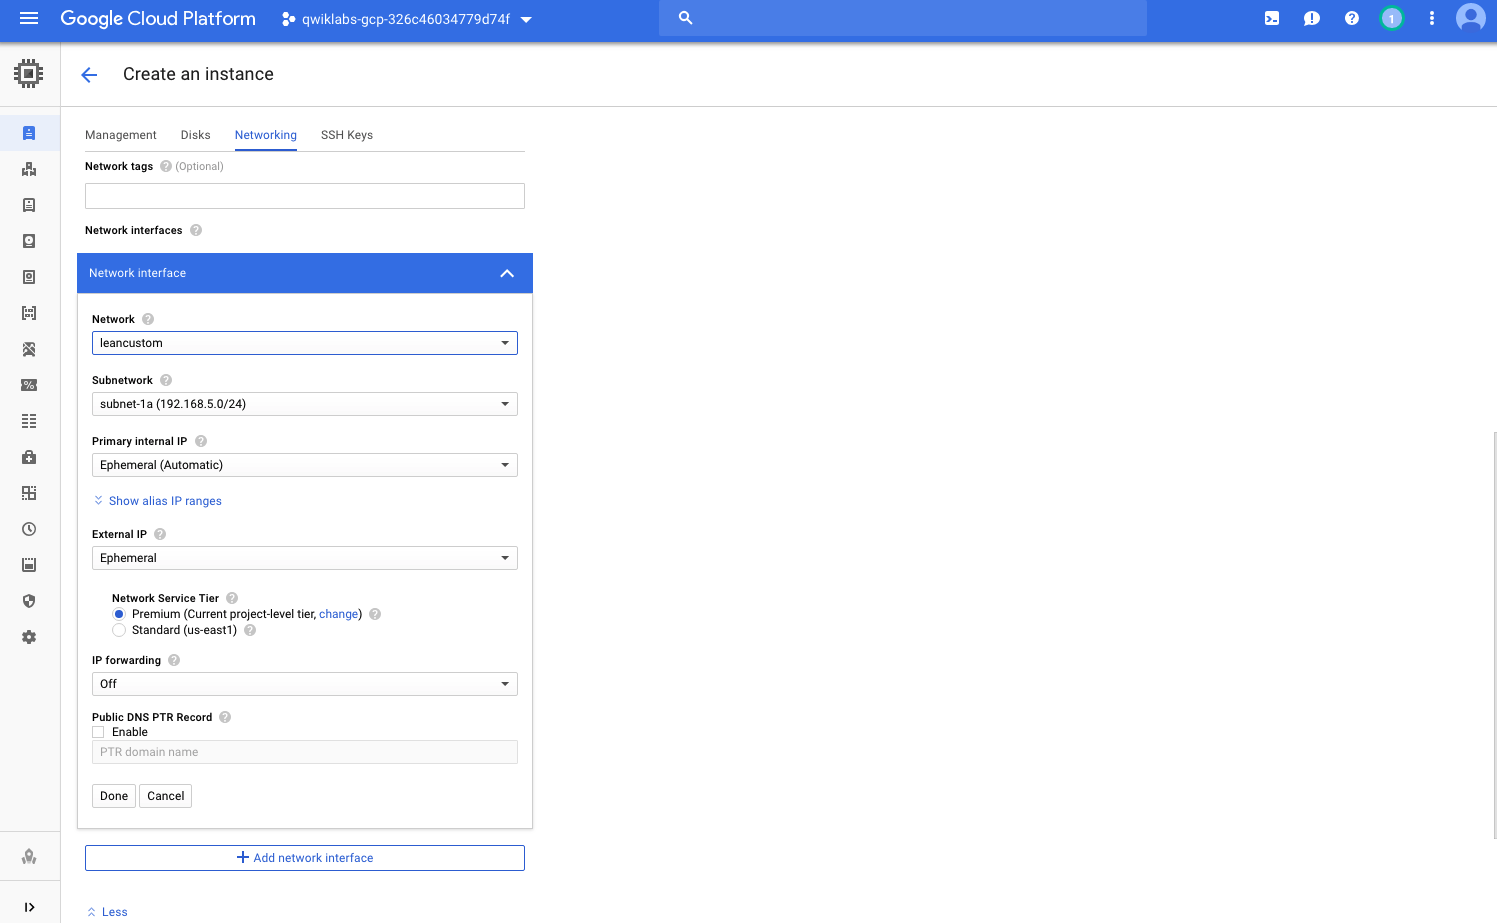 Google Cloud Platform
qwiklabs-gcp-326c46034779d74f
1
Create an instance
Management Disks Networking SSH Keys
Network tags ? (Optional)
Network interfaces ?
Network interface
Network ?
leancustom
Subnetwork ?
subnet-1a (192.168.5.0/24)
Primary internal IP ?
Ephemeral (Automatic)
Show alias IP ranges
External IP ?
Ephemeral
Network Service Tier ?
Premium (Current project-level tier, change) ?
Standard (us-east1) ?
IP forwarding ?
Off
Public DNS PTR Record ?
Enable
PTR domain name
Done Cancel
+ Add network interface
Less